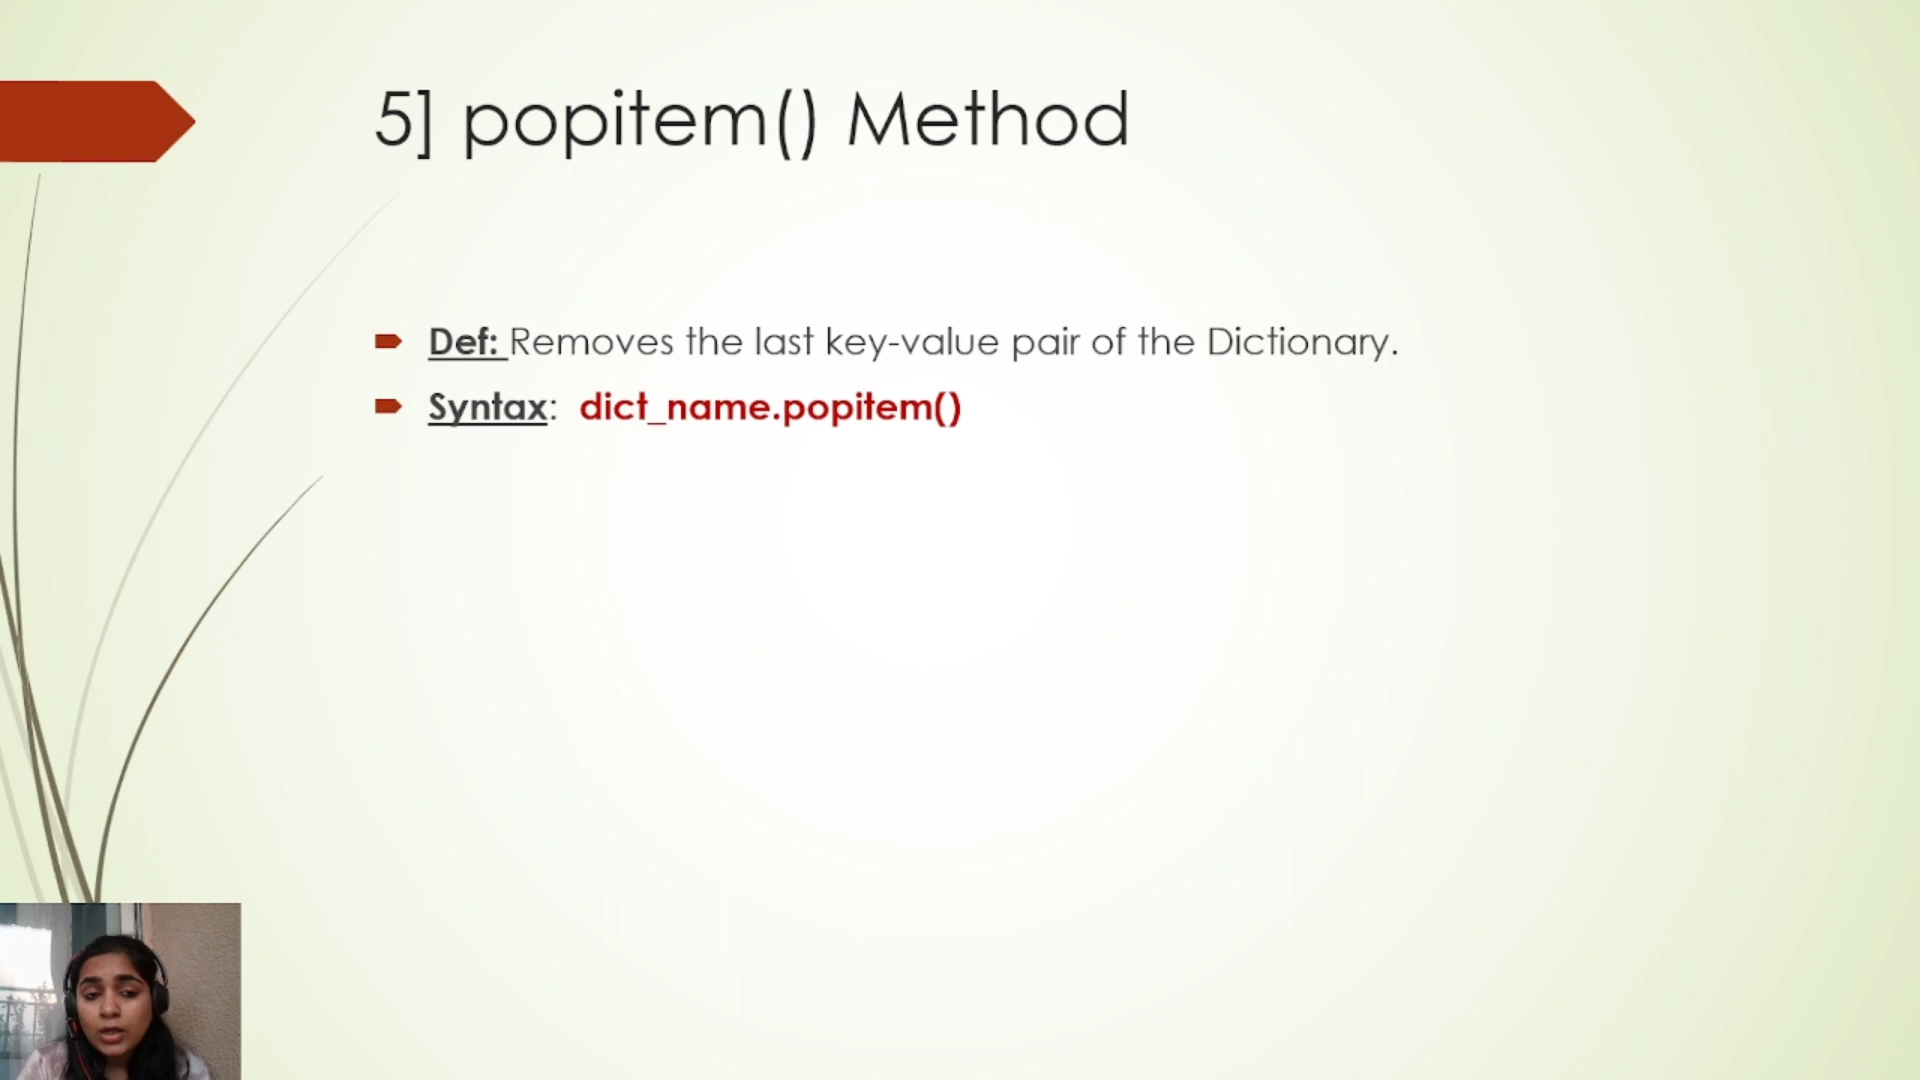 5] popitem() Method
Def: Removes the last key-value pair of the Dictionary.
Syntax:  dict_name.popitem()